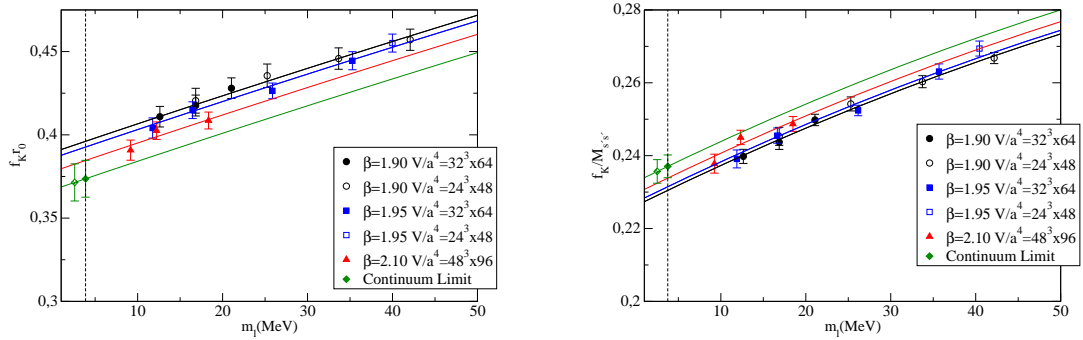 0,45
0,4
0,35
0,3
f_K r_0
0 10 20 30 40 50
m_l(MeV)
β=1.90 V/a^4=32^3x64
β=1.90 V/a^4=24^3x48
β=1.95 V/a^4=32^3x64
β=1.95 V/a^4=24^3x48
β=2.10 V/a^4=48^3x96
Continuum Limit
0,28
0,26
0,24
0,22
0,2
f_K/M_s´s´
0 10 20 30 40 50
m_l(MeV)
β=1.90 V/a^4=32^3x64
β=1.90 V/a^4=24^3x48
β=1.95 V/a^4=32^3x64
β=1.95 V/a^4=24^3x48
β=2.10 V/a^4=48^3x96
Continuum Limit